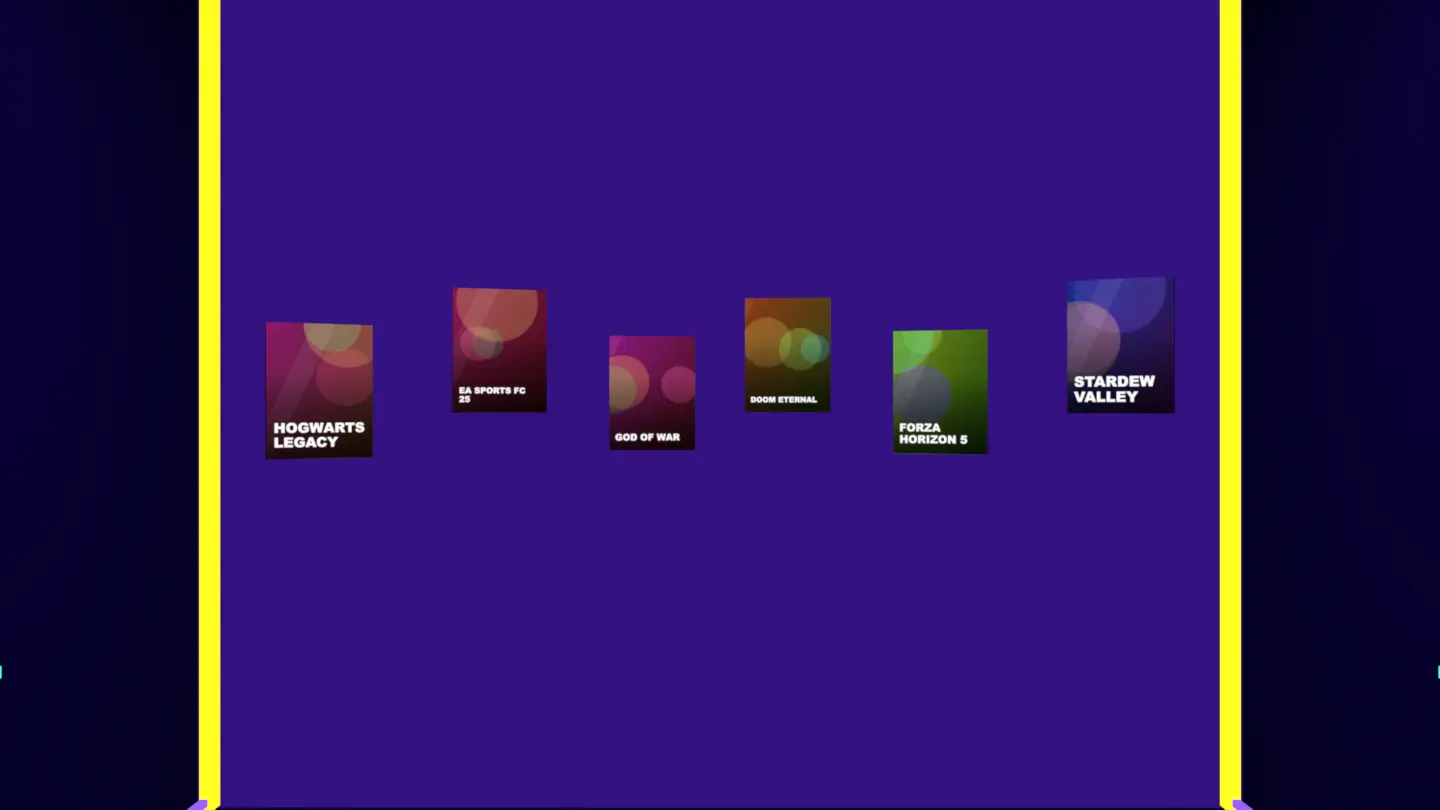 HOGWARTS
LEGACY
EA SPORTS FC
25
GOD OF WAR
DOOM ETERNAL
FORZA
HORIZON 5
STARDEW
VALLEY